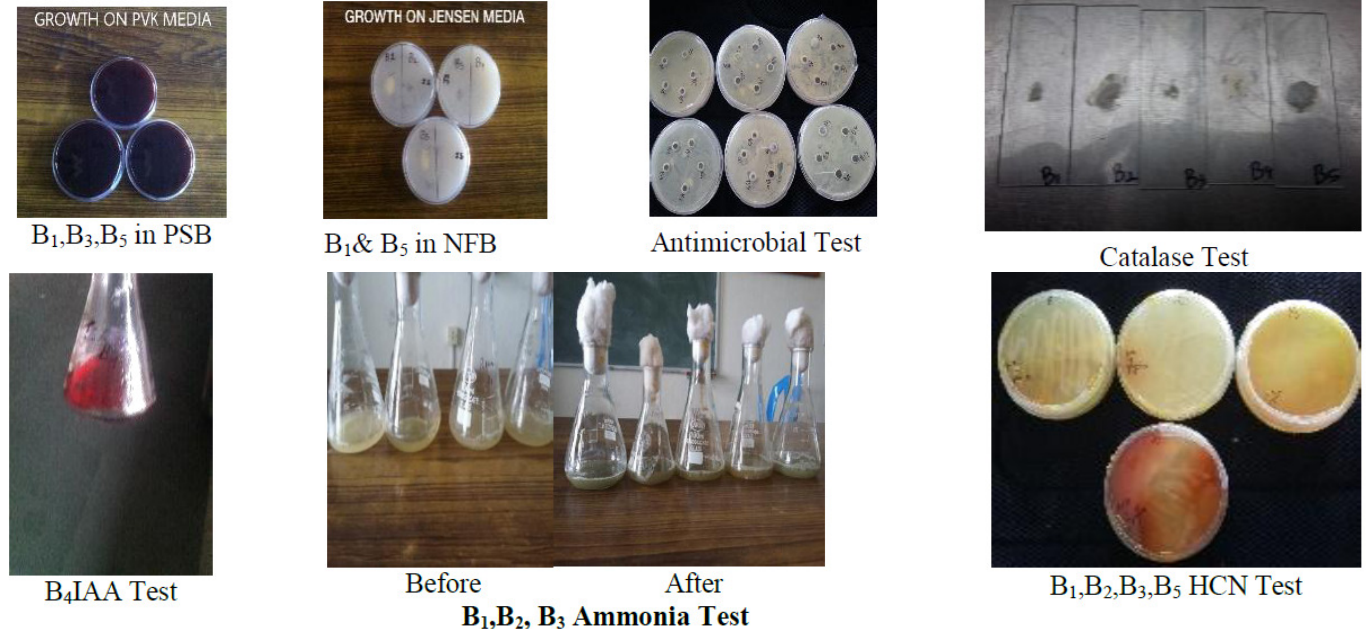 GROWTH ON PVK MEDIA
GROWTH ON JENSEN MEDIA
B1,B3,B5 in PSB
B1& B5 in NFB
Antimicrobial Test
B1
B2
B3
B4
B5
Catalase Test
B4IAA Test
Before
After
B1,B2, B3 Ammonia Test
B1,B2,B3,B5 HCN Test